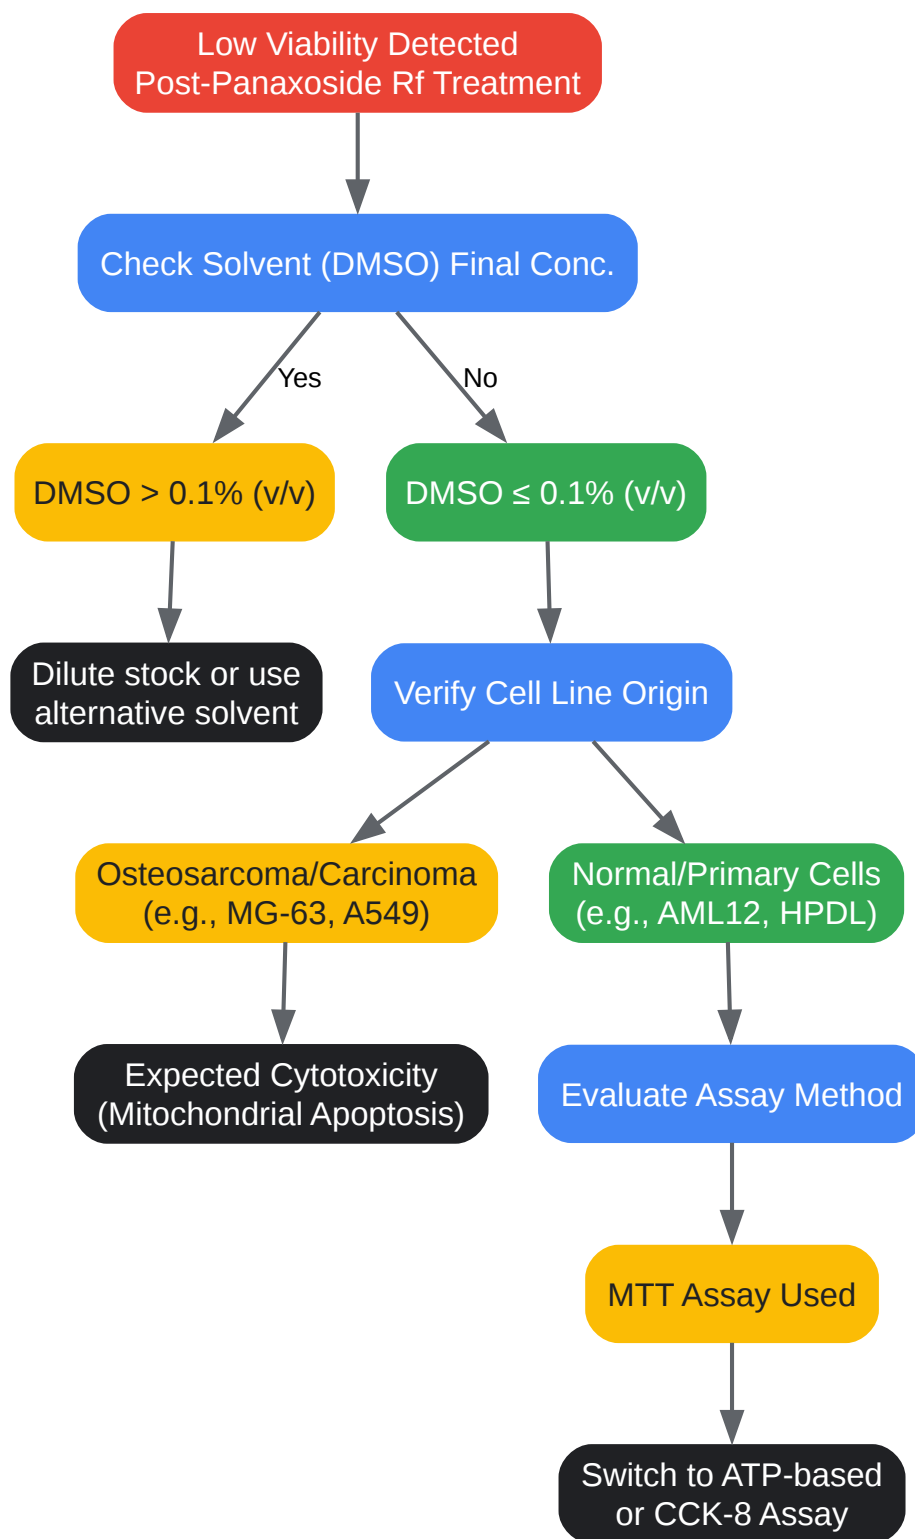 Low Viability Detected
Post-Panaxoside Rf Treatment
Check Solvent (DMSO) Final Conc.
Yes
No
DMSO > 0.1% (v/v)
DMSO ≤ 0.1% (v/v)
Dilute stock or use
alternative solvent
Verify Cell Line Origin
Osteosarcoma/Carcinoma
(e.g., MG-63, A549)
Normal/Primary Cells
(e.g., AML12, HPDL)
Expected Cytotoxicity
(Mitochondrial Apoptosis)
Evaluate Assay Method
MTT Assay Used
Switch to ATP-based
or CCK-8 Assay